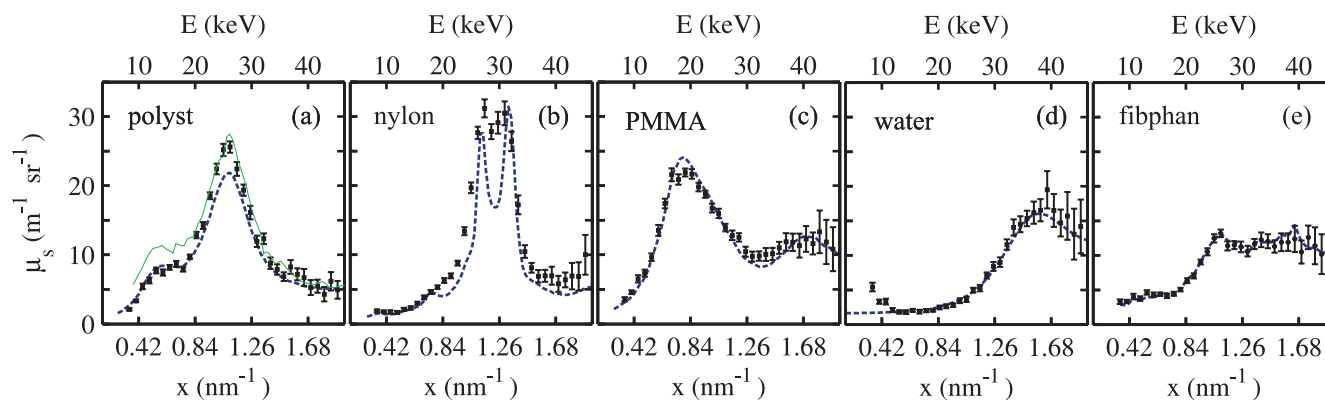 E (keV) E (keV) E (keV) E (keV) E (keV)
10 20 30 40 10 20 30 40 10 20 30 40 10 20 30 40 10 20 30 40
polyst (a) nylon (b) PMMA (c) water (d) fibphan (e)
30
20
10
0
μs (m-1 sr-1)
0.42 0.84 1.26 1.68 0.42 0.84 1.26 1.68 0.42 0.84 1.26 1.68 0.42 0.84 1.26 1.68 0.42 0.84 1.26 1.68
x (nm-1) x (nm-1) x (nm-1) x (nm-1) x (nm-1)